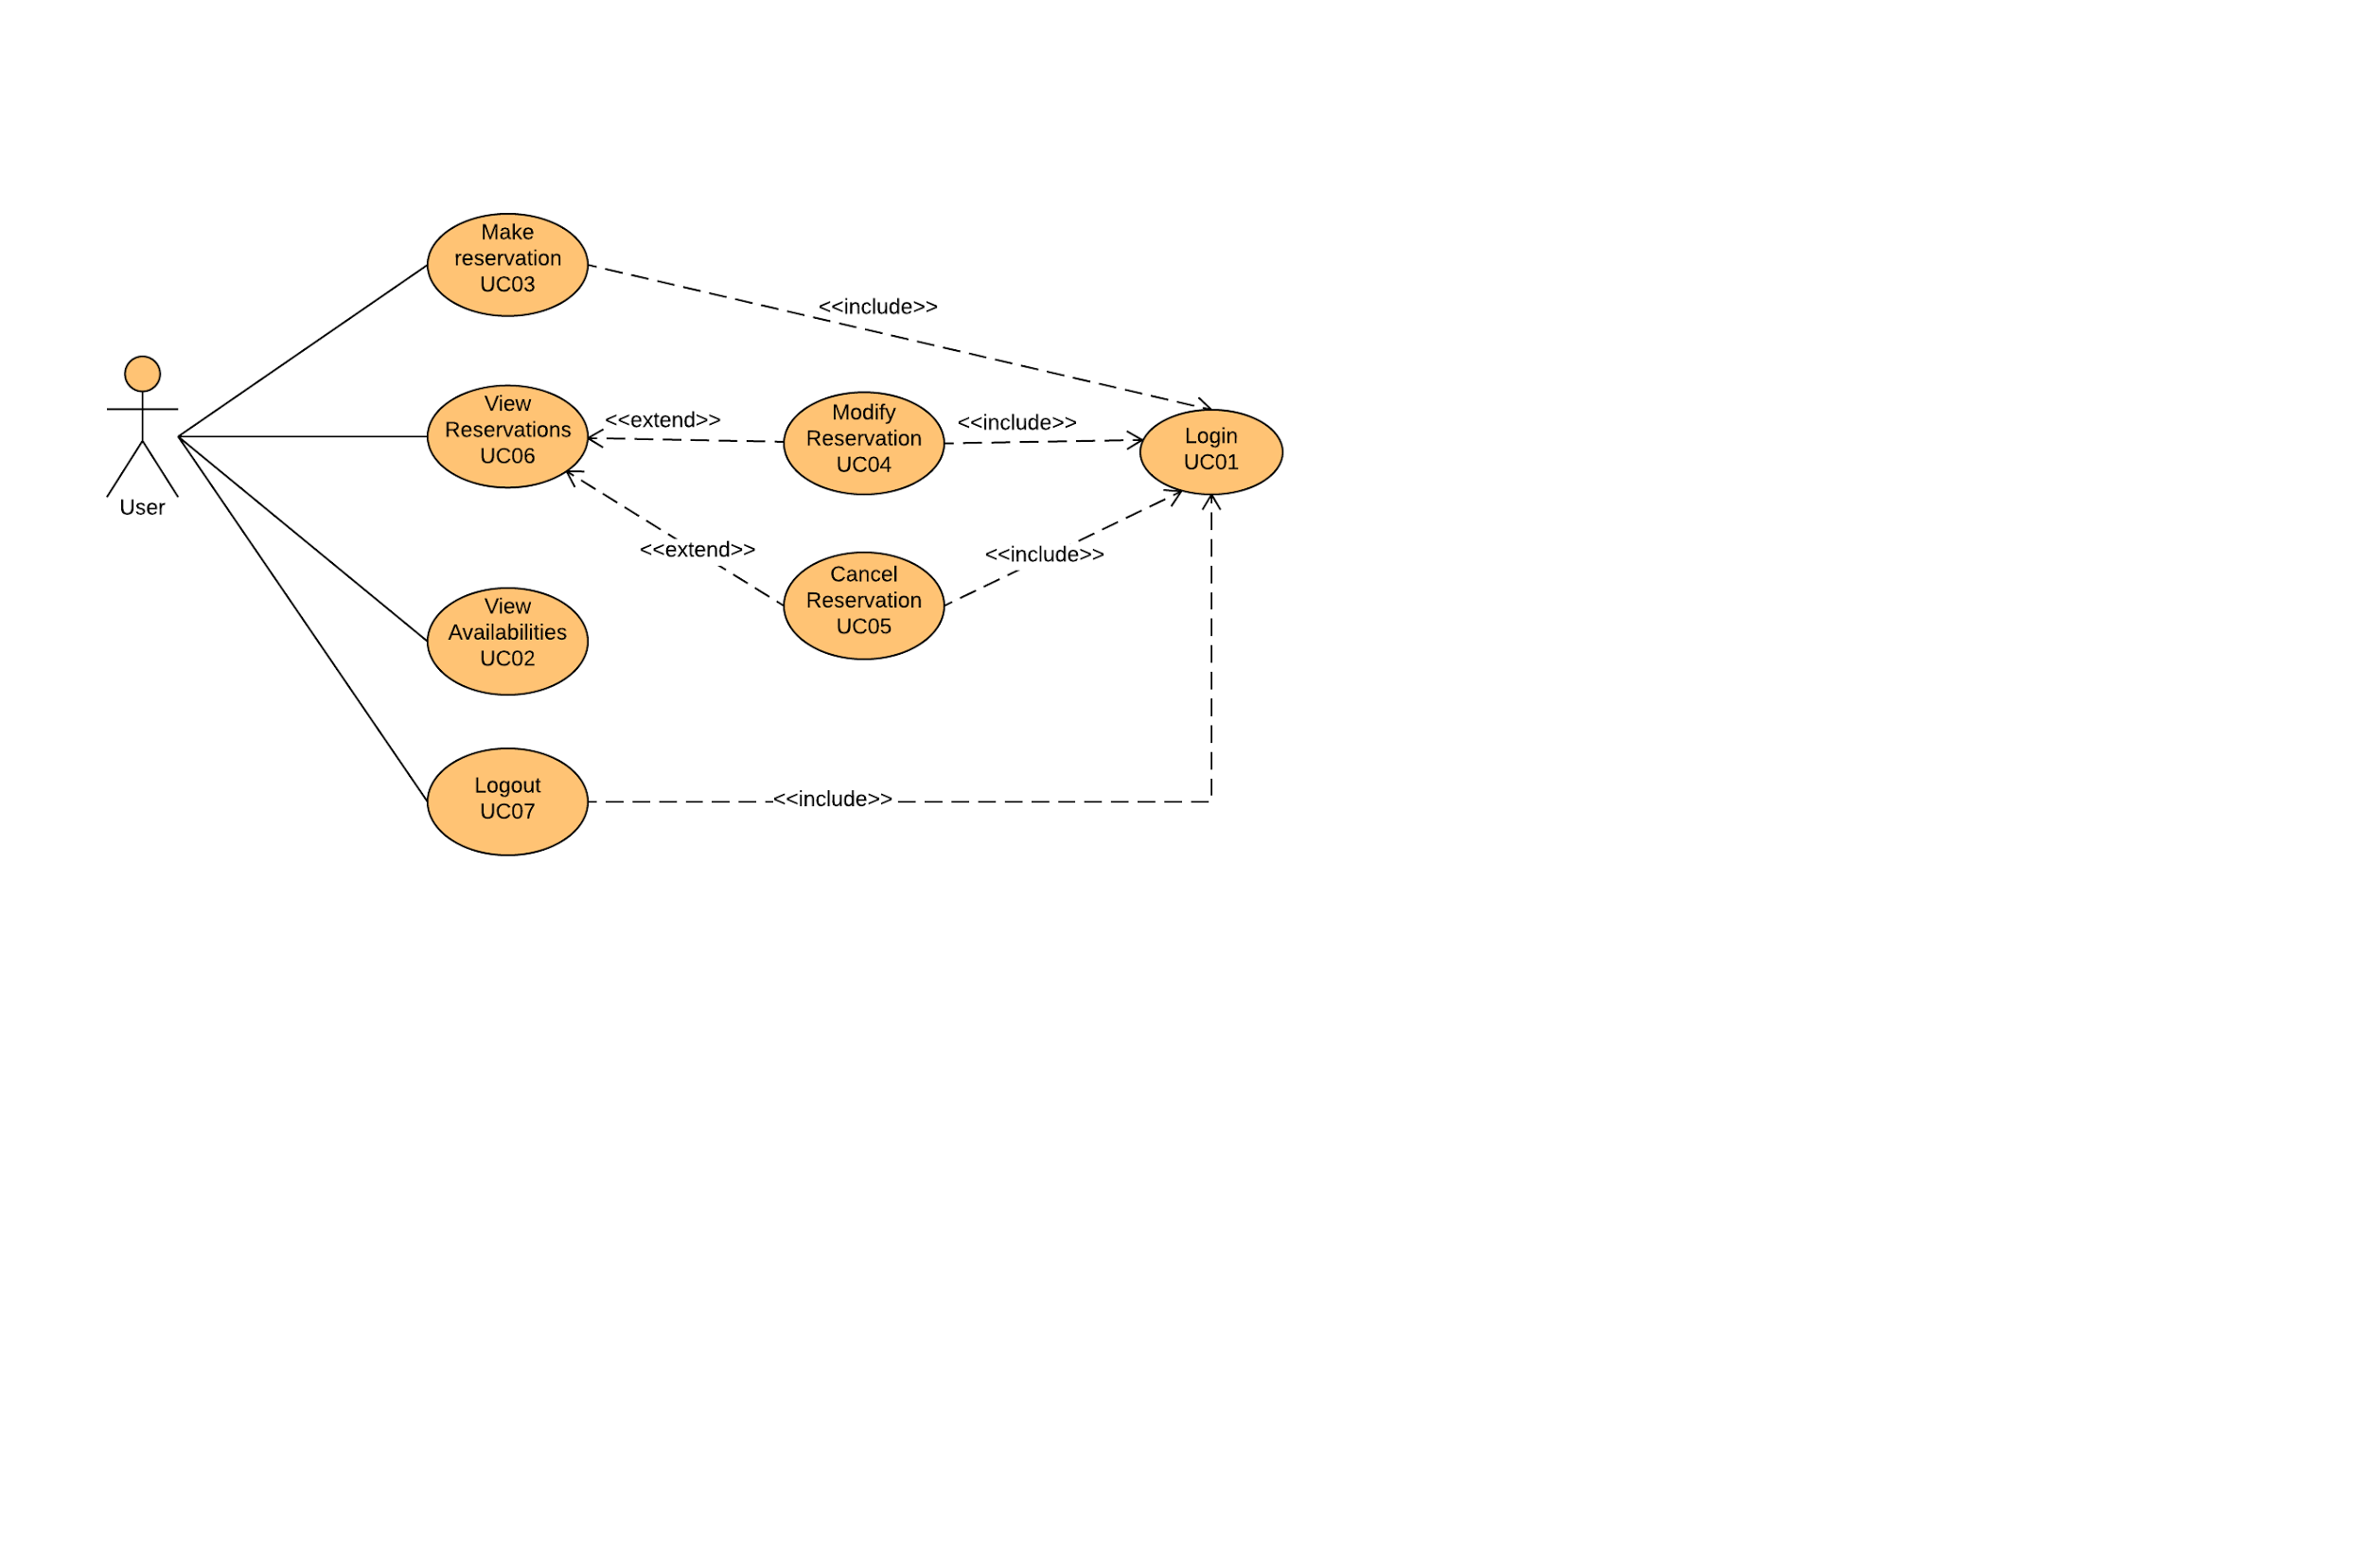 Make
reservation
UC03
<<include>>
View
Reservations
UC06
<<extend>>
Modify
Reservation
UC04
<<include>>
Login
UC01
User
<<extend>>
<<include>>
Cancel
Reservation
UC05
View
Availabilities
UC02
Logout
UC07
<<include>>